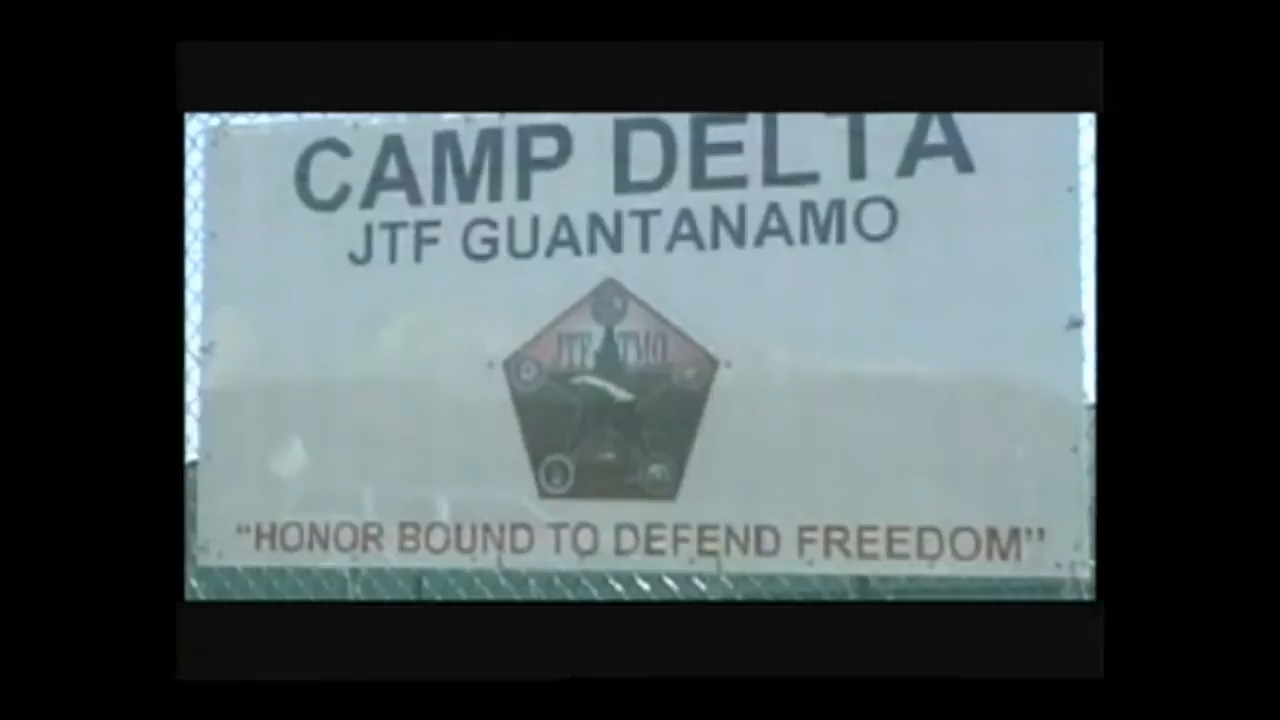 CAMP DELTA
JTF GUANTANAMO
JTF GTMO
“HONOR BOUND TO DEFEND FREEDOM”